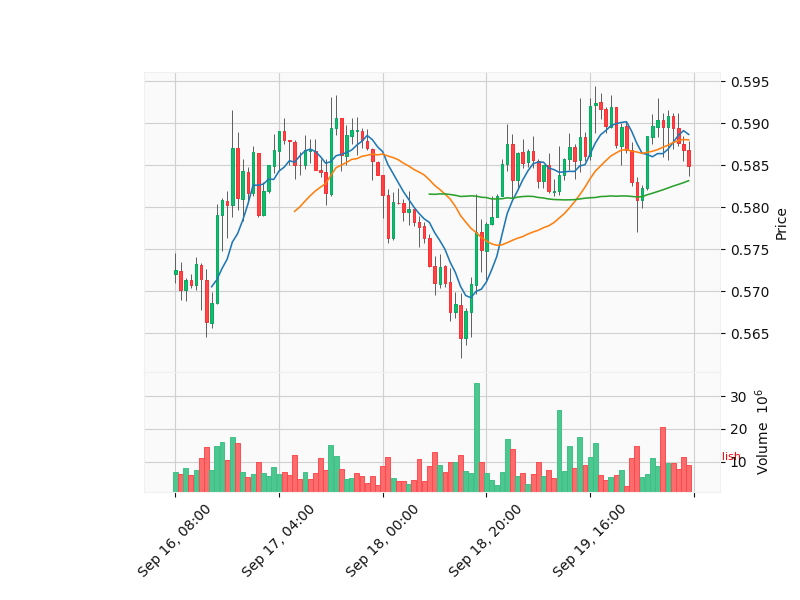 0.595
0.590
0.585
0.580
0.575
0.570
0.565
Price
30
20
10
Volume 10^6
lish
Sep 16, 08:00
Sep 17, 04:00
Sep 18, 00:00
Sep 18, 20:00
Sep 19, 16:00